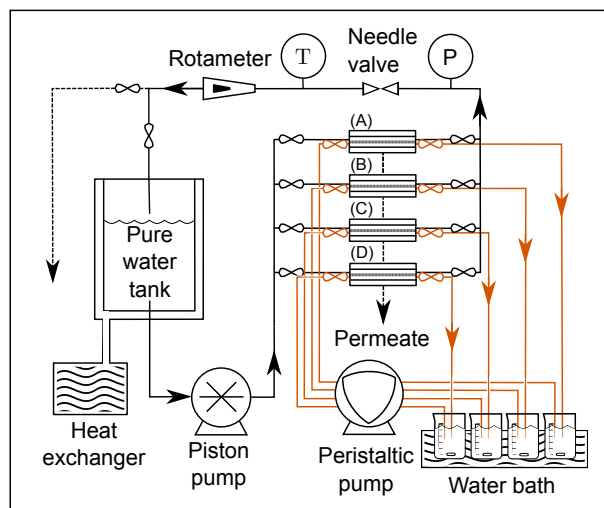 Rotameter
T
Needle
valve
P
(A)
(B)
(C)
(D)
Pure
water
tank
Permeate
Heat
exchanger
Piston
pump
Peristaltic
pump
Water bath